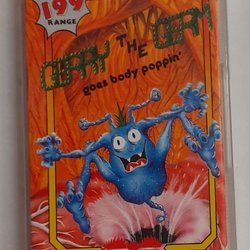 199
RANGE
GERRY THE GERM
goes body poppin'